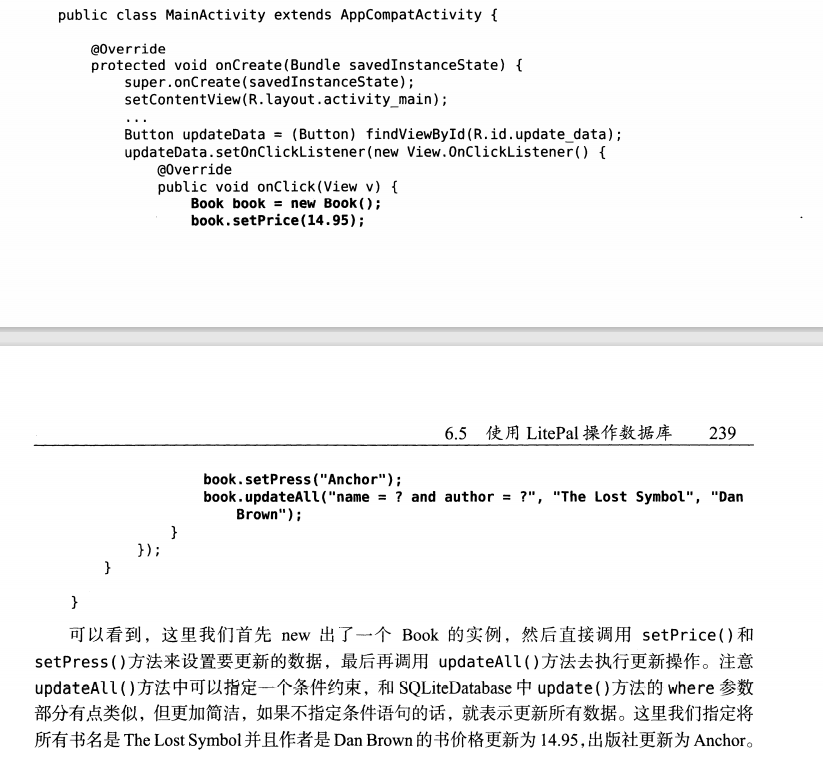 public class MainActivity extends AppCompatActivity {
@Override
protected void onCreate(Bundle savedInstanceState) {
super.onCreate(savedInstanceState);
setContentView(R.layout.activity_main);
...
Button updateData = (Button) findViewById(R.id.update_data);
updateData.setOnClickListener(new View.OnClickListener() {
@Override
public void onClick(View v) {
Book book = new Book();
book.setPrice(14.95);
6.5 使用 LitePal 操作数据库 239
book.setPress("Anchor");
book.updateAll("name = ? and author = ?", "The Lost Symbol", "Dan
Brown");
}
});
}
}
可以看到，这里我们首先 new 出了一个 Book 的实例，然后直接调用 setPrice()和
setPress()方法来设置要更新的数据，最后再调用 updateAll()方法去执行更新操作。注意
updateAll()方法中可以指定一个条件约束，和 SQLiteDatabase 中 update()方法的 where 参数
部分有点类似，但更加简洁，如果不指定条件语句的话，就表示更新所有数据。这里我们指定将
所有书名是 The Lost Symbol 并且作者是 Dan Brown 的书价格更新为 14.95，出版社更新为 Anchor。